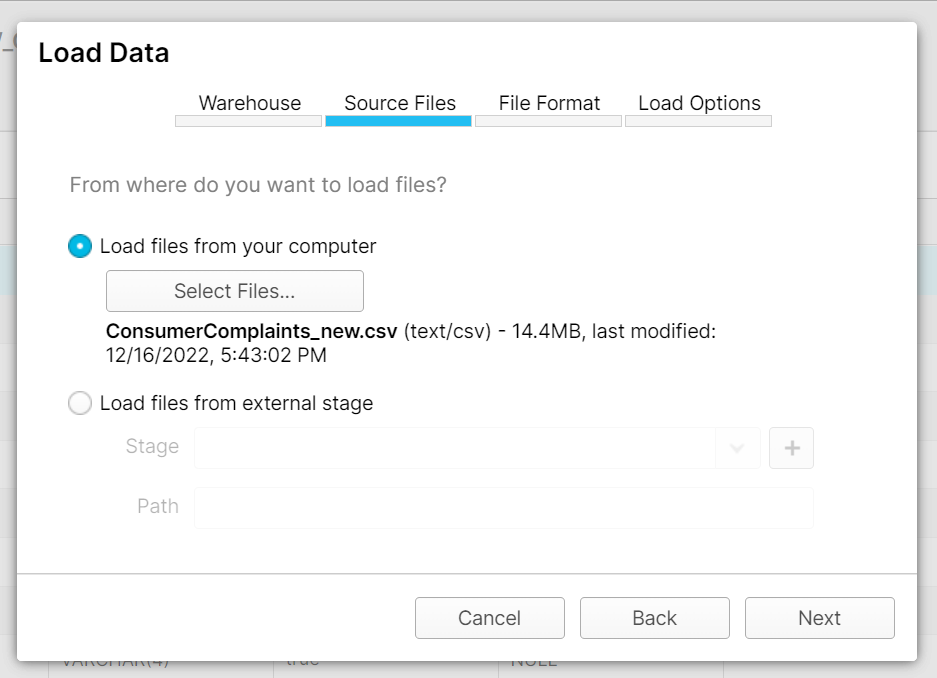 Load Data
Warehouse
Source Files
File Format
Load Options
From where do you want to load files?
Load files from your computer
Select Files...
ConsumerComplaints_new.csv (text/csv) - 14.4MB, last modified:
12/16/2022, 5:43:02 PM
Load files from external stage
Stage
+
Path
Cancel
Back
Next
VARCHAR(4)
true
NULL